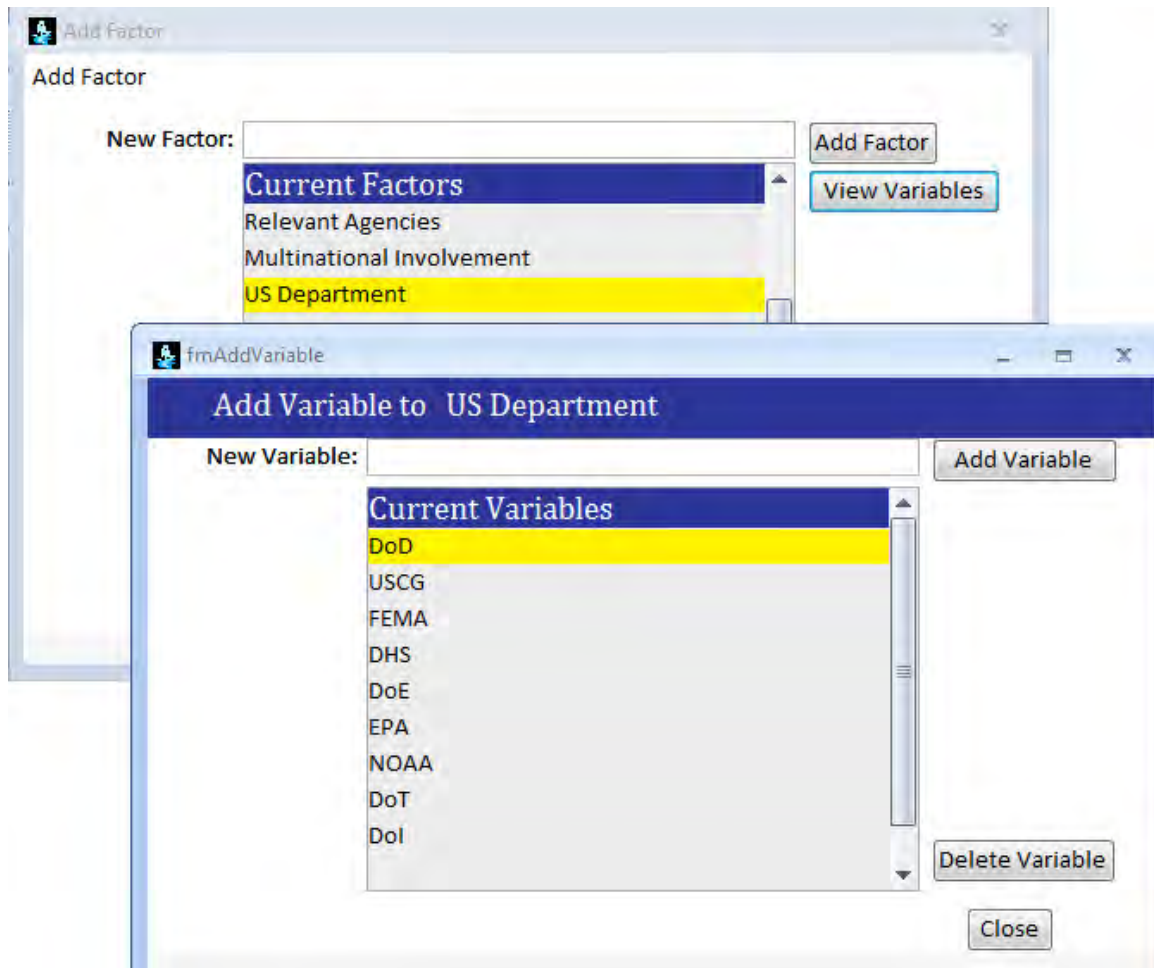 Add Factor
Add Factor
New Factor:
Add Factor
Current Factors
View Variables
Relevant Agencies
Multinational Involvement
US Department
frmAddVariable
Add Variable to US Department
New Variable:
Add Variable
Current Variables
DoD
USCG
FEMA
DHS
DoE
EPA
NOAA
DoT
DoI
Delete Variable
Close